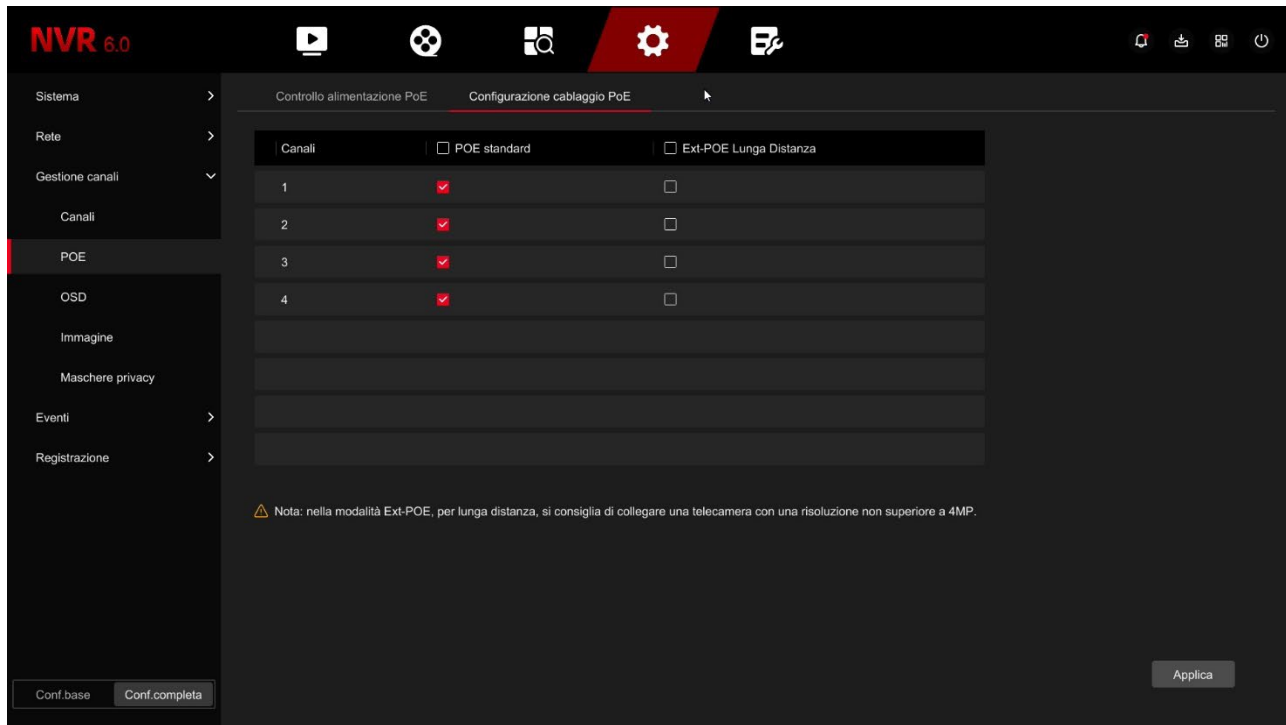 NVR 6.0
Sistema
Rete
Gestione canali
Canali
POE
OSD
Immagine
Maschere privacy
Eventi
Registrazione
Conf.base Conf.completa
Controllo alimentazione PoE Configurazione cablaggio PoE
Canali POE standard Ext-POE Lunga Distanza
1
2
3
4
Nota: nella modalità Ext-POE, per lunga distanza, si consiglia di collegare una telecamera con una risoluzione non superiore a 4MP.
Applica